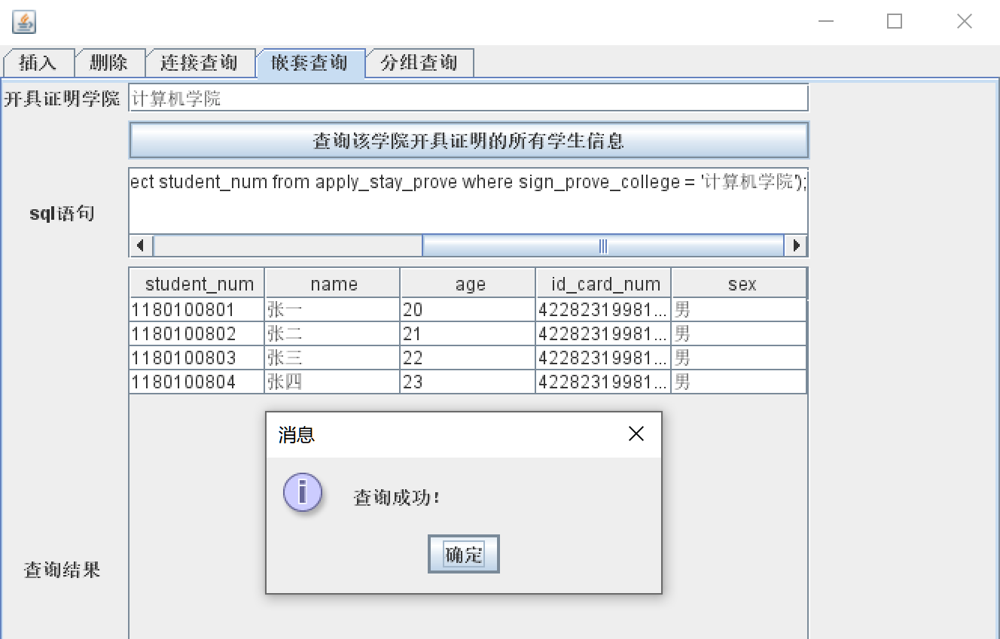 插入 删除 连接查询 嵌套查询 分组查询
开具证明学院 计算机学院
查询该学院开具证明的所有学生信息
sql语句 ect student_num from apply_stay_prove where sign_prove_college = '计算机学院');
student_num name age id_card_num sex
1180100801 张一 20 42282319981... 男
1180100802 张二 21 42282319981... 男
1180100803 张三 22 42282319981... 男
1180100804 张四 23 42282319981... 男
消息
查询成功!
确定
查询结果